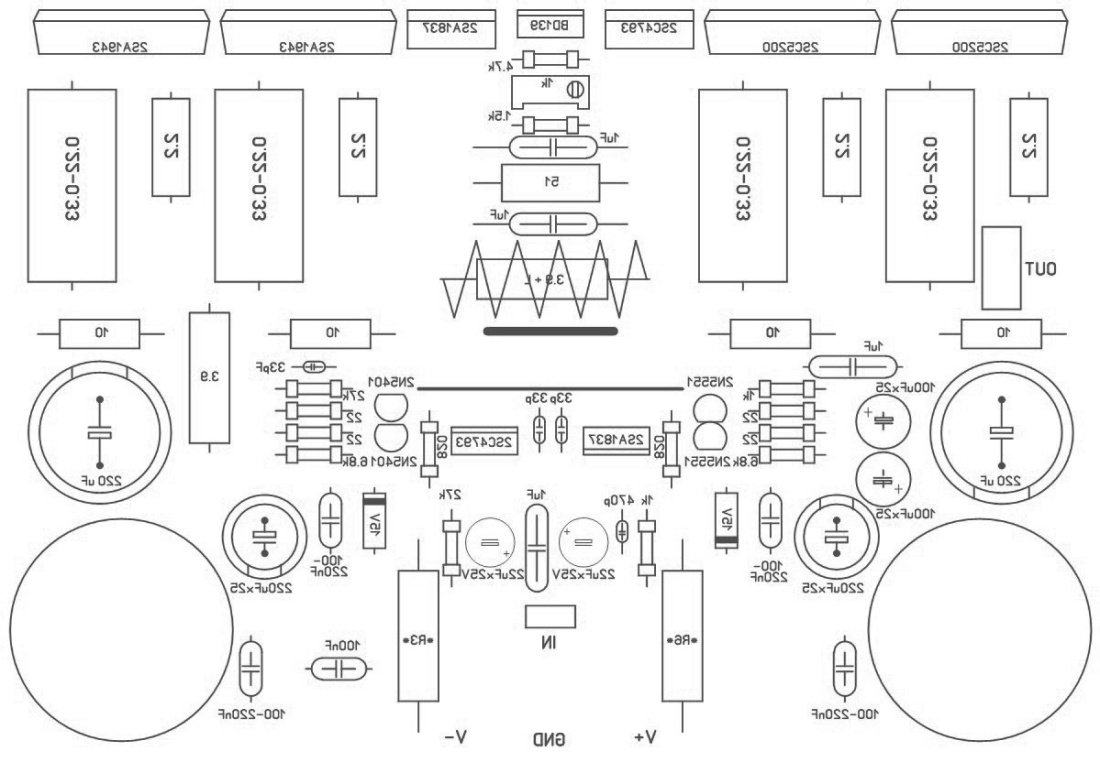 2SA1943
2SA1943
2SA1837
BD139
2SC4793
2SC5200
2SC5200
4.7k
1k
1.5k
1uF
51
1uF
0.22-0.33
2.2
0.22-0.33
2.2
0.22-0.33
2.2
0.22-0.33
2.2
3.9 + L
OUT
10
10
10
10
3.9
33pF
27k
22
22
6.8k
2N5401
2N5401
820
2SC4793
33p
33p
2SA1837
820
2N5551
2N5551
1k
22
22
6.8k
1uF
+
100uFx25
+
100uFx25
220 uF
220 uF
220uFx25
100-
220nF
15V
27k
+
22uFx25V
1uF
+
22uFx25V
470p
1k
15V
100-
220nF
220uFx25
IN
*R3*
*R6*
100nF
100-220nF
100-220nF
V-
GND
V+